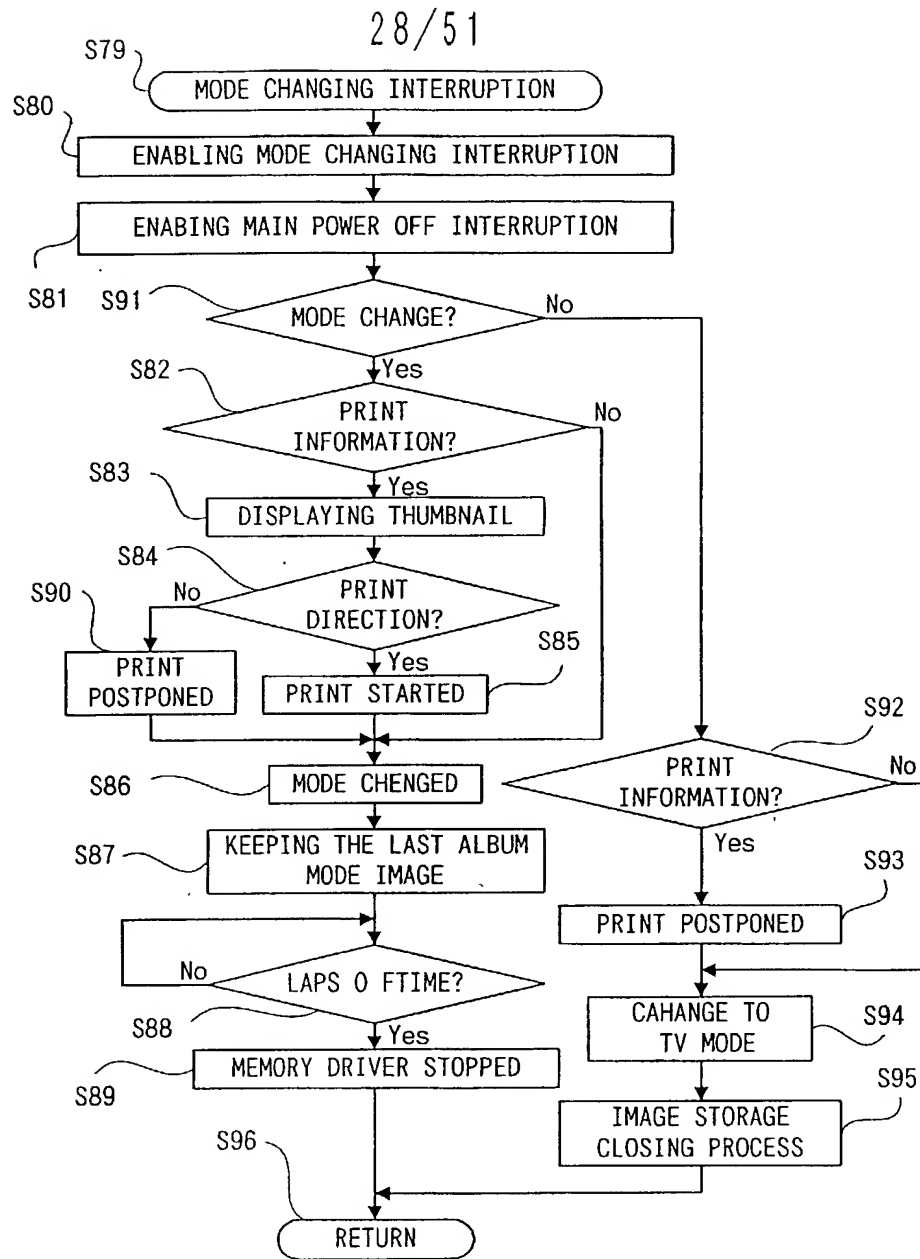 28/51
S79
MODE CHANGING INTERRUPTION
S80
ENABLING MODE CHANGING INTERRUPTION
ENABING MAIN POWER OFF INTERRUPTION
S81
S91
MODE CHANGE?
No
Yes
S82
PRINT
INFORMATION?
No
Yes
S83
DISPLAYING THUMBNAIL
S84
PRINT
DIRECTION?
No
Yes
S90
PRINT
POSTPONED
S85
PRINT STARTED
S86
MODE CHENGED
S87
KEEPING THE LAST ALBUM
MODE IMAGE
LAPS O FTIME?
No
S88
Yes
MEMORY DRIVER STOPPED
S89
S92
PRINT
INFORMATION?
No
Yes
PRINT POSTPONED
S93
CAHANGE TO
TV MODE
S94
IMAGE STORAGE
CLOSING PROCESS
S95
S96
RETURN